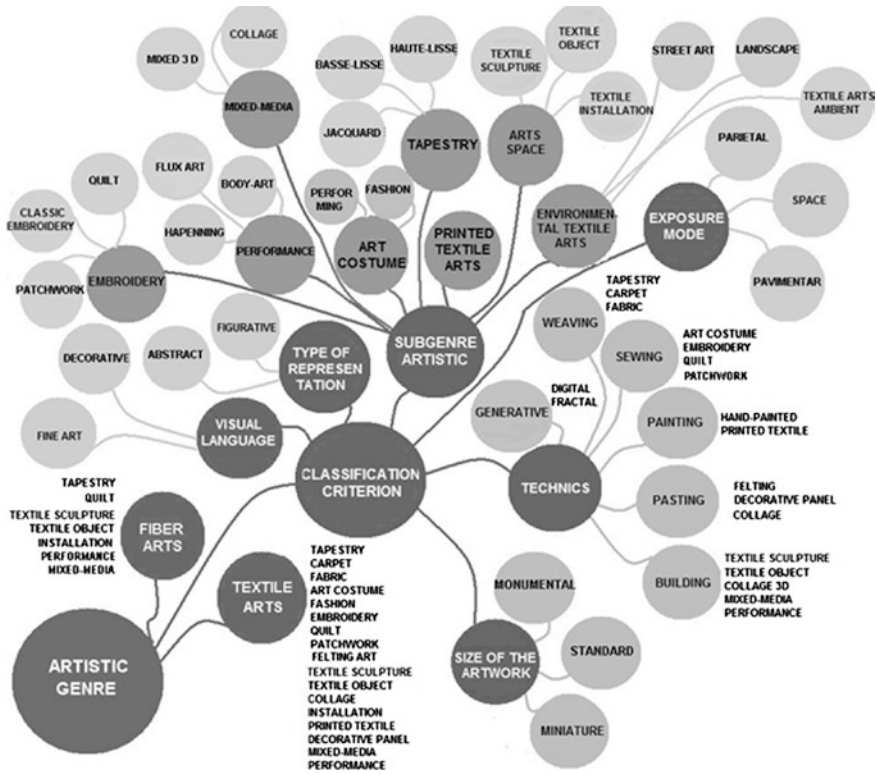 COLLAGE
MIXED 3 D
MIXED-MEDIA
BASSE-LISSE
HAUTE-LISSE
JACQUARD
TAPESTRY
TEXTILE
SCULPTURE
TEXTILE
OBJECT
TEXTILE
INSTALLATION
ARTS
SPACE
STREET ART
LANDSCAPE
TEXTILE ARTS
AMBIENT
ENVIRONMEN-
TAL TEXTILE
ARTS
PARIETAL
SPACE
PAVIMENTAR
EXPOSURE
MODE
QUILT
CLASSIC
EMBROIDERY
PATCHWORK
EMBROIDERY
FLUX ART
BODY-ART
HAPENNING
PERFORMANCE
PERFOR
MING
FASHION
ART
COSTUME
PRINTED
TEXTILE
ARTS
SUBGENRE
ARTISTIC
FIGURATIVE
ABSTRACT
TYPE OF
REPRESEN
TATION
DECORATIVE
FINE ART
VISUAL
LANGUAGE
CLASSIFICATION
CRITERION
TAPESTRY
CARPET
FABRIC
WEAVING
ART COSTUME
EMBROIDERY
QUILT
PATCHWORK
SEWING
DIGITAL
FRACTAL
GENERATIVE
PAINTING
HAND-PAINTED
PRINTED TEXTILE
TECHNICS
PASTING
FELTING
DECORATIVE PANEL
COLLAGE
BUILDING
TEXTILE SCULPTURE
TEXTILE OBJECT
COLLAGE 3D
MIXED-MEDIA
PERFORMANCE
TAPESTRY
QUILT
TEXTILE SCULPTURE
TEXTILE OBJECT
INSTALLATION
PERFORMANCE
MIXED-MEDIA
FIBER
ARTS
TEXTILE
ARTS
TAPESTRY
CARPET
FABRIC
ART COSTUME
FASHION
EMBROIDERY
QUILT
PATCHWORK
FELTING ART
TEXTILE SCULPTURE
TEXTILE OBJECT
COLLAGE
INSTALLATION
PRINTED TEXTILE
DECORATIVE PANEL
MIXED-MEDIA
PERFORMANCE
ARTISTIC
GENRE
MONUMENTAL
SIZE OF THE
ARTWORK
STANDARD
MINIATURE